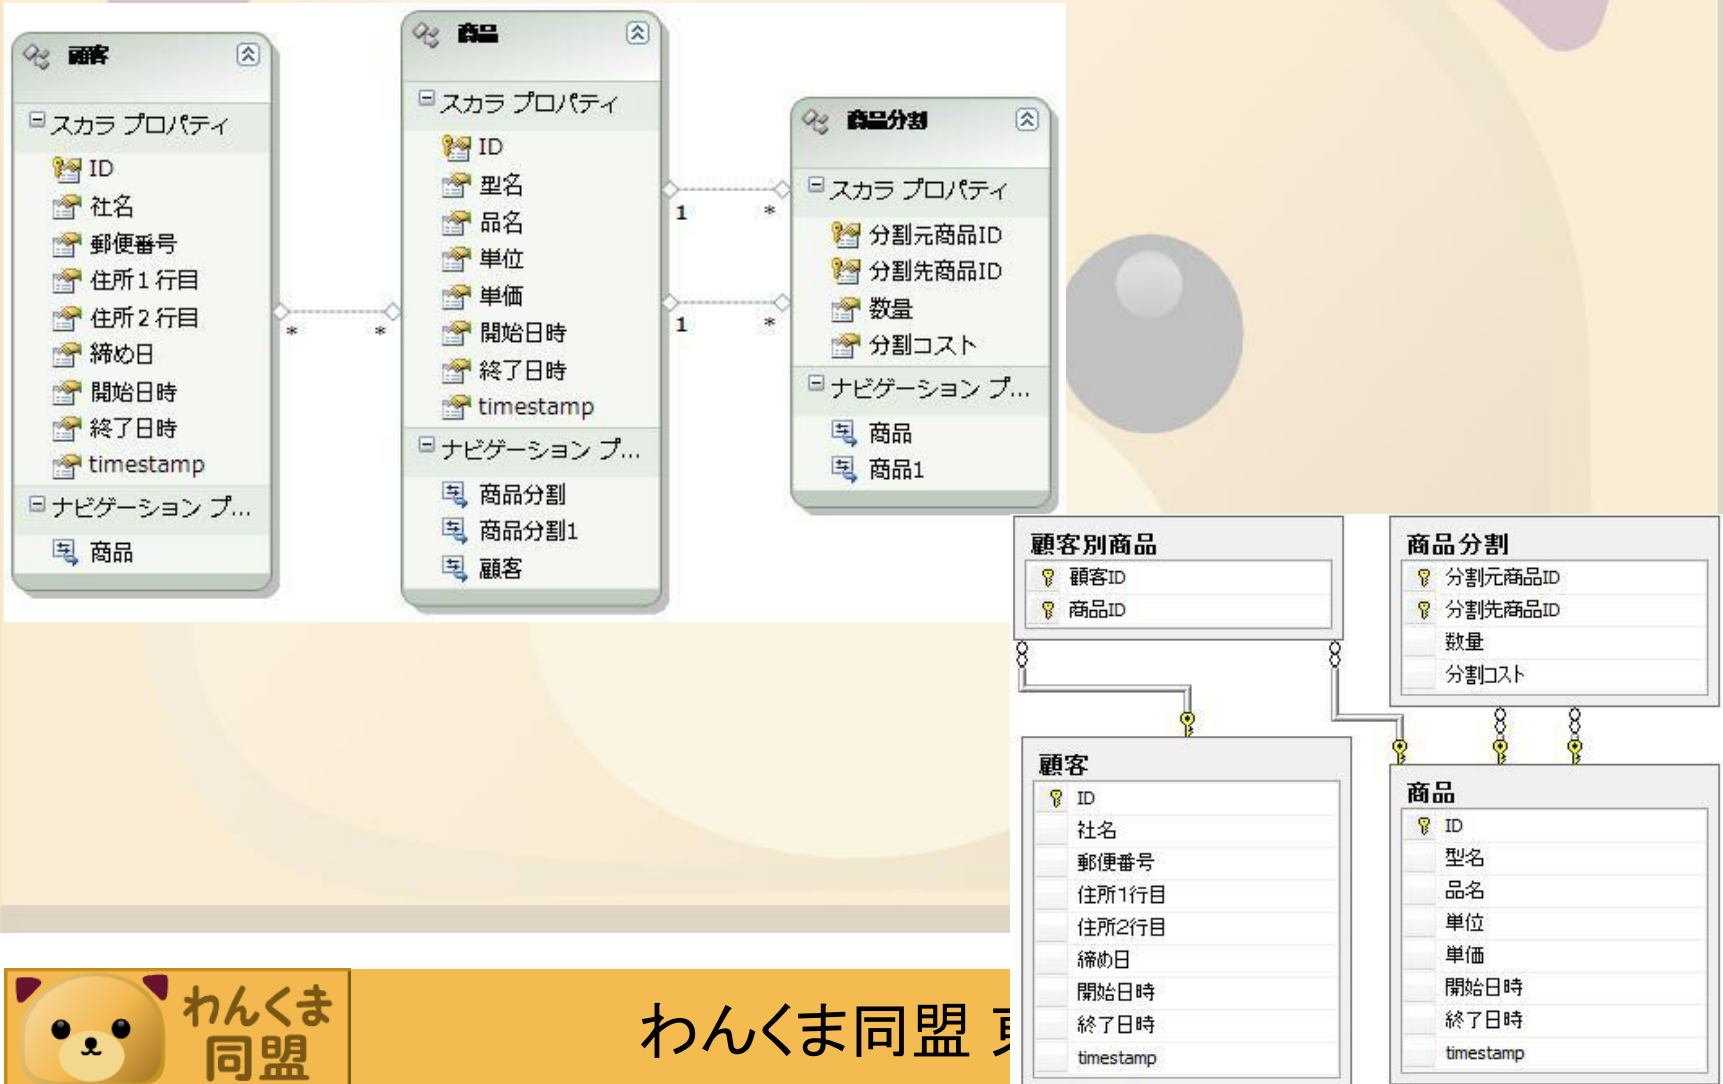 顧客
スカラ プロパティ
ID
社名
郵便番号
住所１行目
住所２行目
締め日
開始日時
終了日時
timestamp
ナビゲーション プ...
商品
*
*
商品
スカラ プロパティ
ID
型名
品名
単位
単価
開始日時
終了日時
timestamp
ナビゲーション プ...
商品分割
商品分割1
顧客
1
*
1
*
商品分割
スカラ プロパティ
分割元商品ID
分割先商品ID
数量
分割コスト
ナビゲーション プ...
商品
商品1
顧客別商品
顧客ID
商品ID
商品分割
分割元商品ID
分割先商品ID
数量
分割コスト
顧客
ID
社名
郵便番号
住所1行目
住所2行目
締め日
開始日時
終了日時
timestamp
商品
ID
型名
品名
単位
単価
開始日時
終了日時
timestamp
わんくま
同盟
わんくま同盟